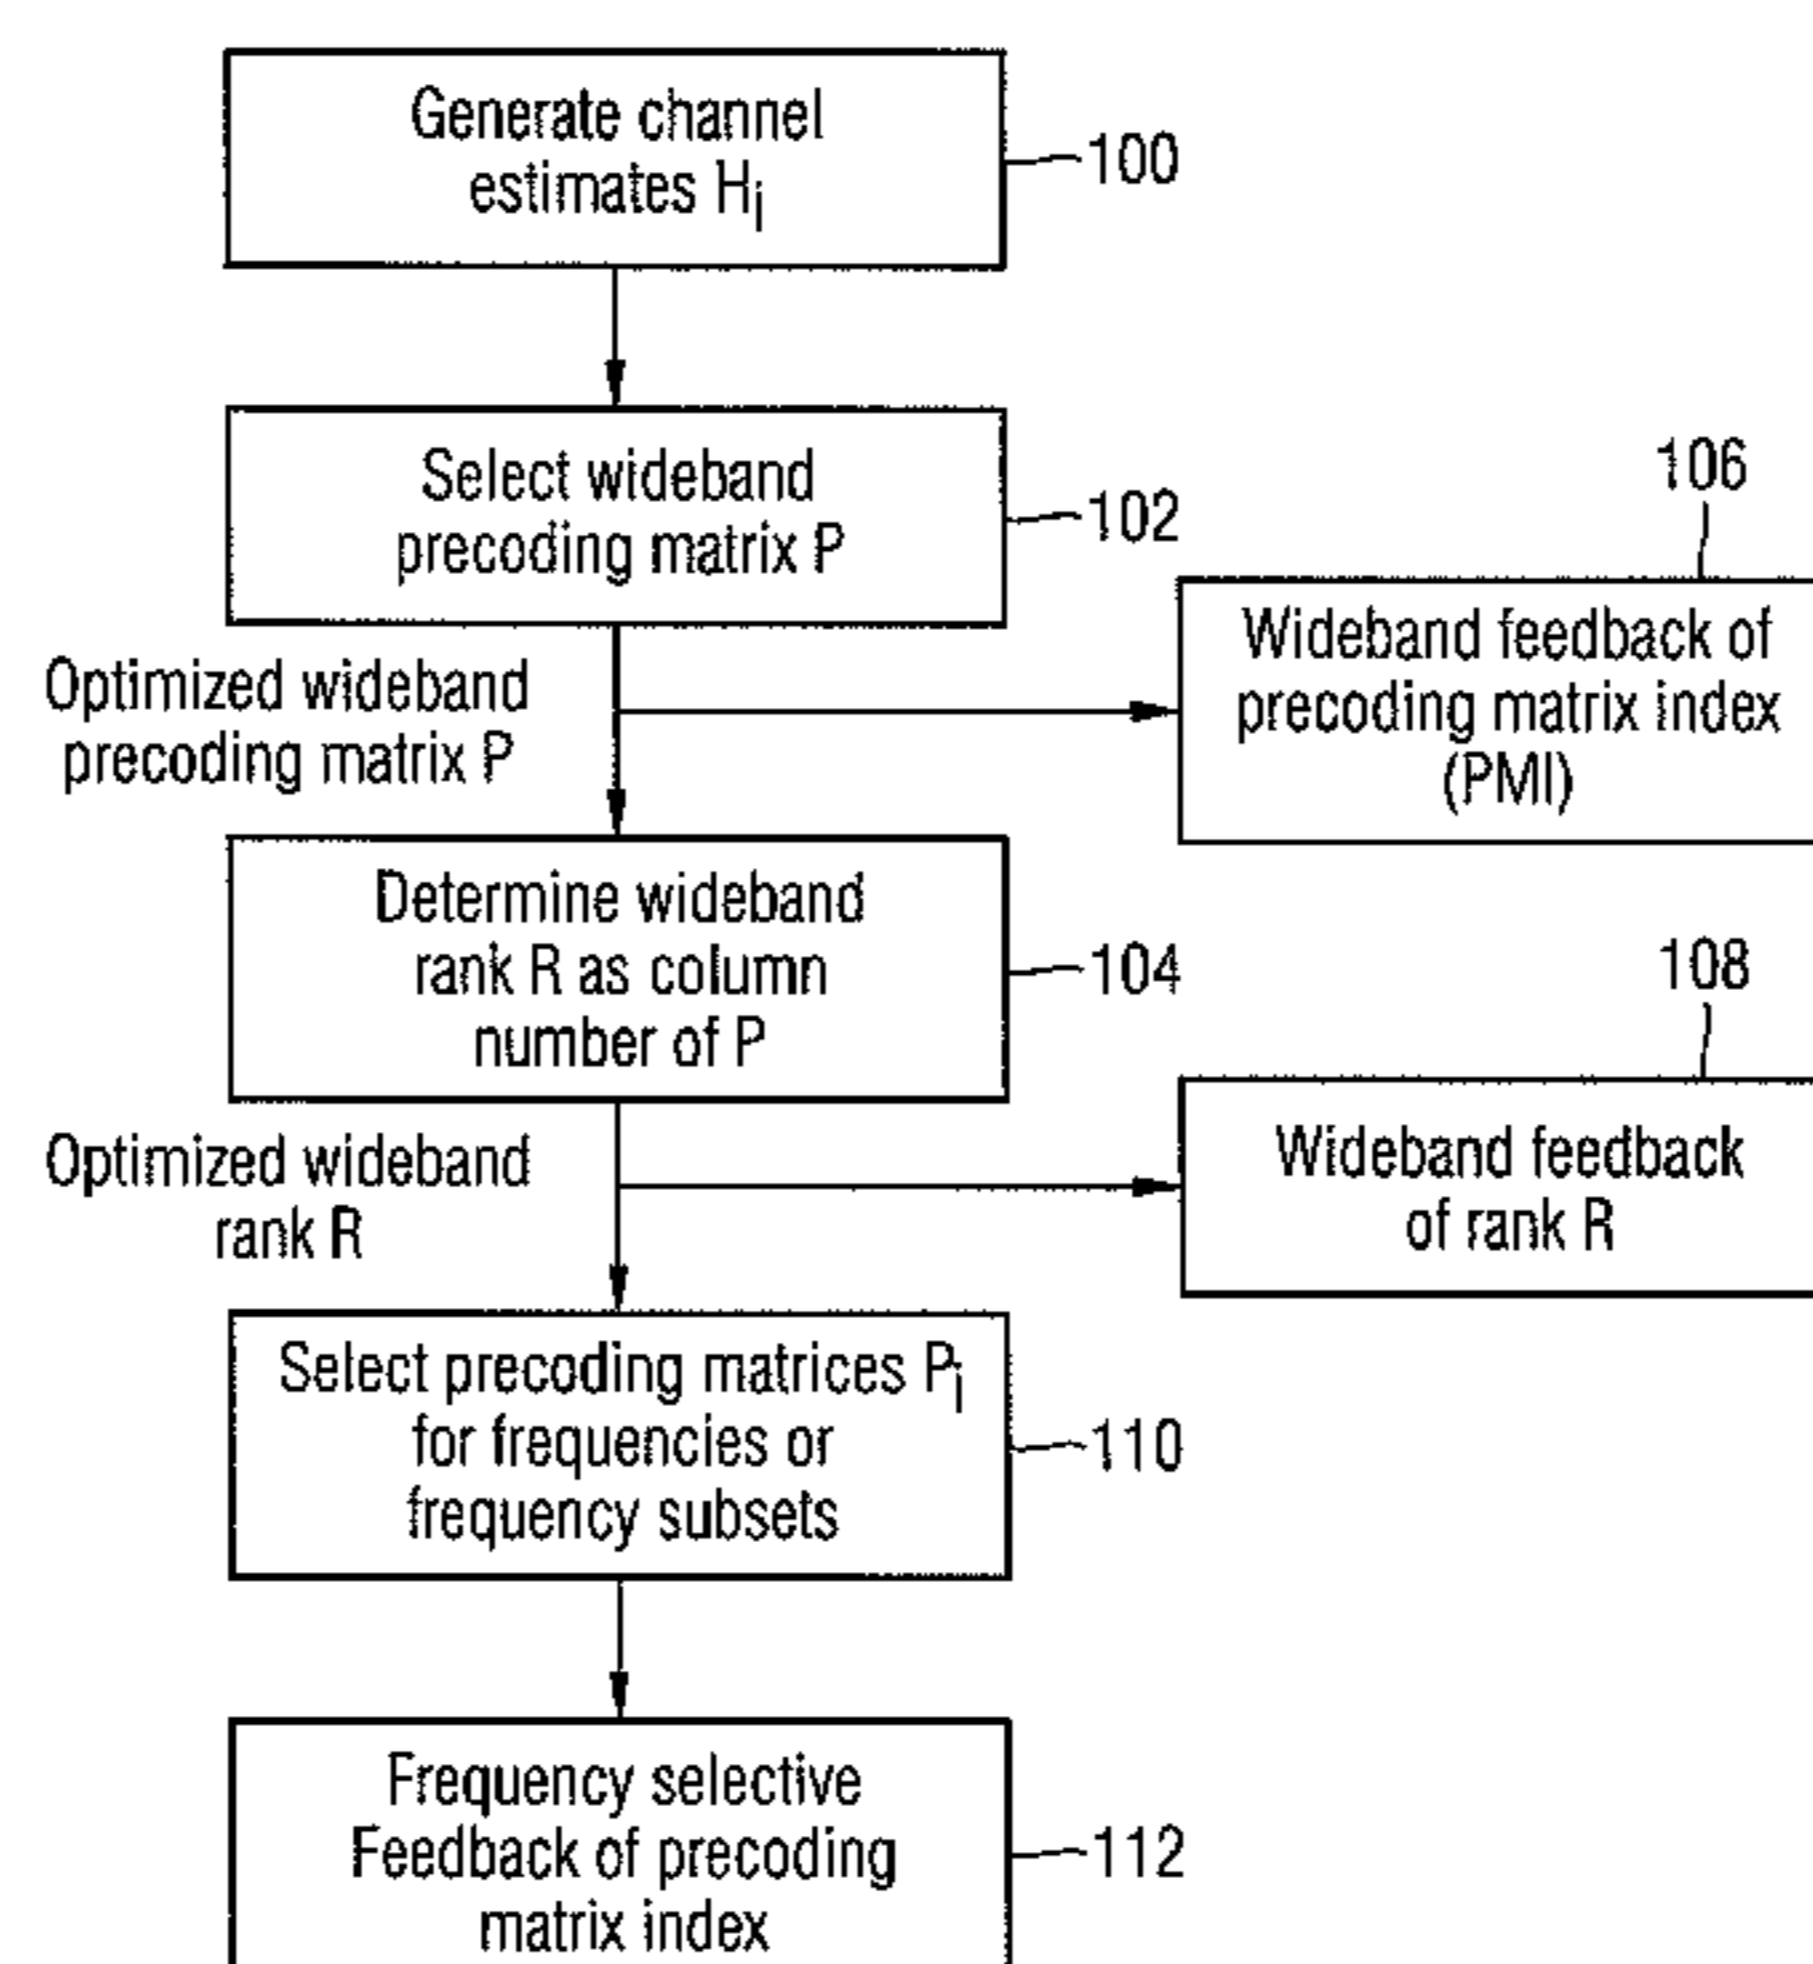 Generate channel
estimates Hi
100
Select wideband
precoding matrix P
102
106
Optimized wideband
precoding matrix P
Wideband feedback of
precoding matrix index
(PMI)
Determine wideband
rank R as column
number of P
104
108
Optimized wideband
rank R
Wideband feedback
of rank R
Select precoding matrices Pj
for frequencies or
frequency subsets
110
Frequency selective
Feedback of precoding
matrix index
112